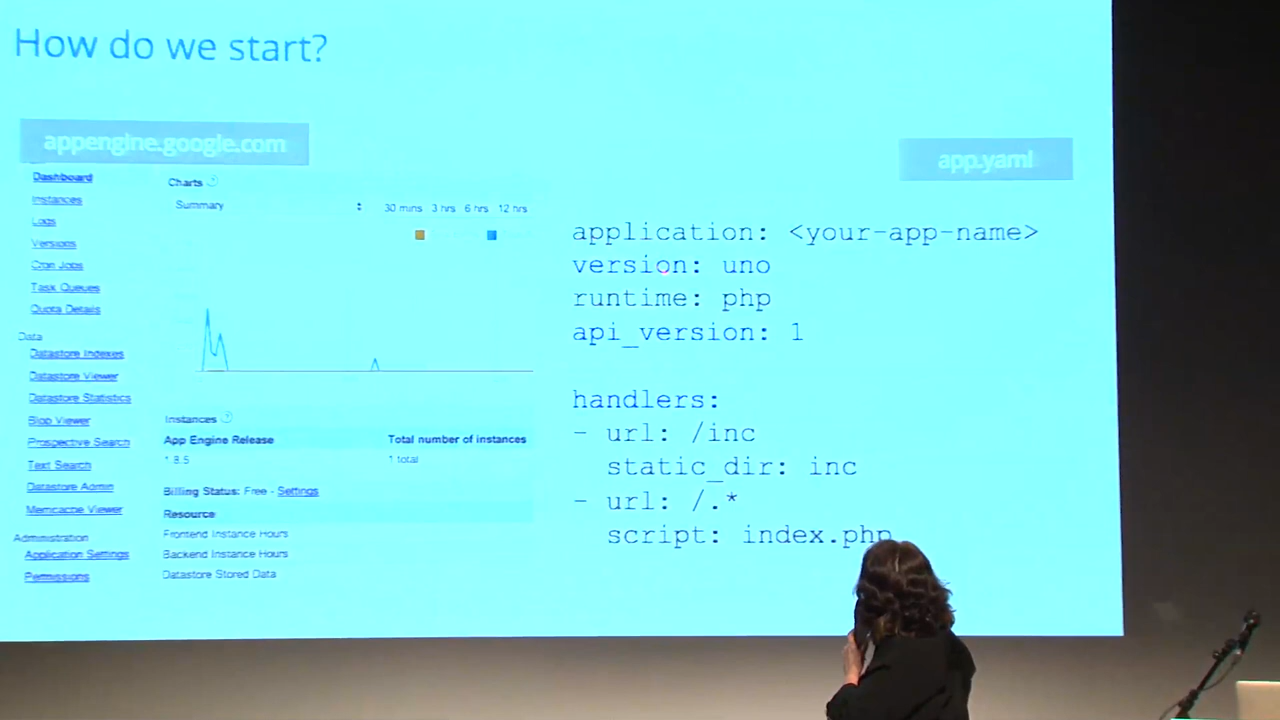 How do we start?
appengine.google.com
Dashboard
Instances
Logs
Versions
Cron Jobs
Task Queues
Quota Details
Data
Datastore Indexes
Datastore Viewer
Datastore Statistics
Blob Viewer
Prospective Search
Text Search
Datastore Admin
Memcache Viewer
Administration
Application Settings
Permissions
Charts ?
Summary
30 mins 3 hrs 6 hrs 12 hrs
Instances ?
App Engine Release Total number of instances
1.8.5 1 total
Billing Status: Free - Settings
Resource
Frontend Instance Hours
Backend Instance Hours
Datastore Stored Data
app.yaml
application: <your-app-name>
version: uno
runtime: php
api_version: 1
handlers:
- url: /inc
static_dir: inc
- url: /.*
script: index.php